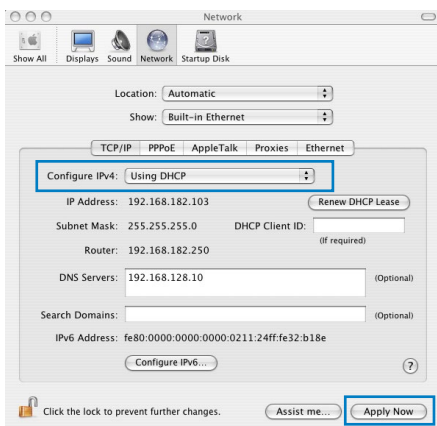 Network
Show All Displays Sound Network Startup Disk
Location: Automatic
Show: Built-in Ethernet
TCP/IP PPPoE AppleTalk Proxies Ethernet
Configure IPv4: Using DHCP
IP Address: 192.168.182.103 Renew DHCP Lease
Subnet Mask: 255.255.255.0 DHCP Client ID:
(If required)
Router: 192.168.182.250
DNS Servers: 192.168.128.10 (Optional)
Search Domains: (Optional)
IPv6 Address: fe80:0000:0000:0000:0211:24ff:fe32:b18e
Configure IPv6... ?
Click the lock to prevent further changes. Assist me... Apply Now